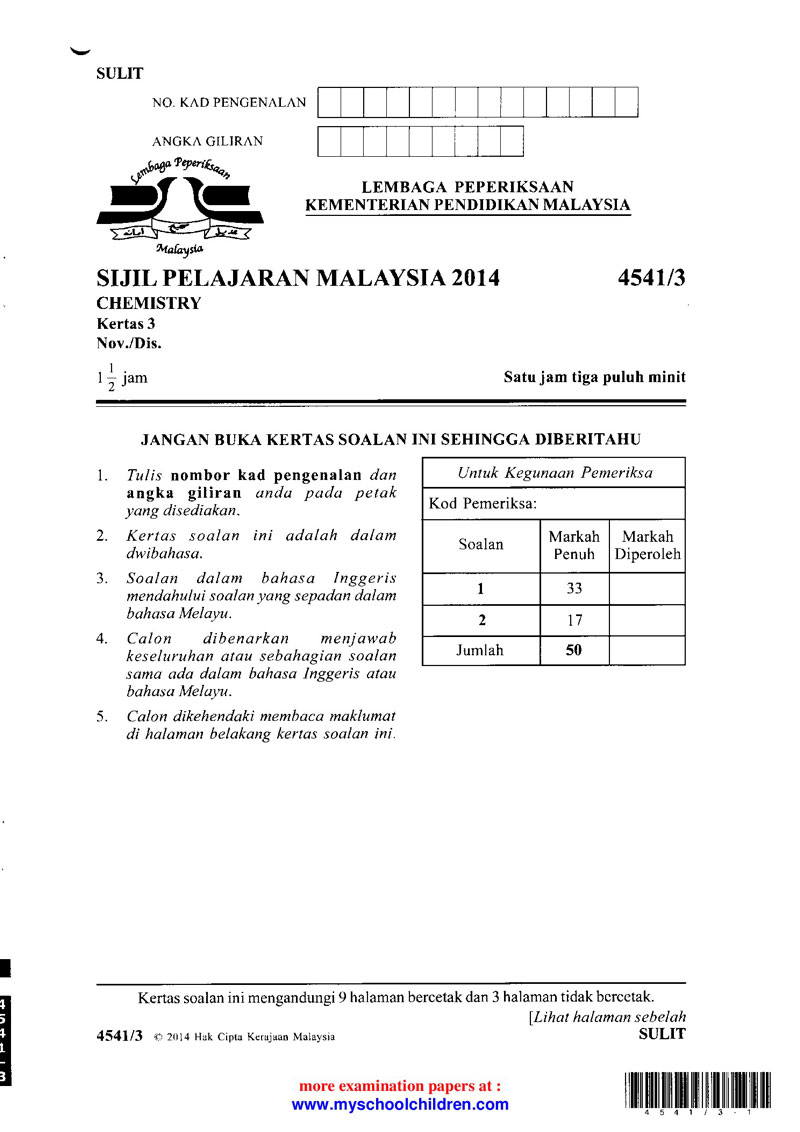 SULIT
NO. KAD PENGENALAN
ANGKA GILIRAN
Lembaga Peperiksaan
Malaysia
LEMBAGA PEPERIKSAAN
KEMENTERIAN PENDIDIKAN MALAYSIA
SIJIL PELAJARAN MALAYSIA 2014 4541/3
CHEMISTRY
Kertas 3
Nov./Dis.
1 1/2 jam Satu jam tiga puluh minit
JANGAN BUKA KERTAS SOALAN INI SEHINGGA DIBERITAHU
1. Tulis nombor kad pengenalan dan
angka giliran anda pada petak
yang disediakan.
2. Kertas soalan ini adalah dalam
dwibahasa.
3. Soalan dalam bahasa Inggeris
mendahului soalan yang sepadan dalam
bahasa Melayu.
4. Calon dibenarkan menjawab
keseluruhan atau sebahagian soalan
sama ada dalam bahasa Inggeris atau
bahasa Melayu.
5. Calon dikehendaki membaca maklumat
di halaman belakang kertas soalan ini.
Untuk Kegunaan Pemeriksa
Kod Pemeriksa:
Soalan Markah Penuh Markah Diperoleh
1 33
2 17
Jumlah 50
Kertas soalan ini mengandungi 9 halaman bercetak dan 3 halaman tidak bercetak.
[Lihat halaman sebelah
4541/3 © 2014 Hak Cipta Kerajaan Malaysia SULIT
4541-3
more examination papers at :
www.myschoolchildren.com
4541/3-1